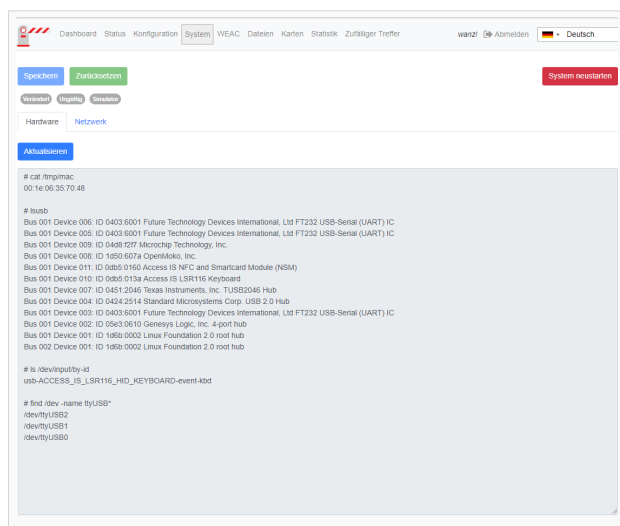 Dashboard Status Konfiguration System WEAC Dateien Karten Statistik Zufälliger Treffer wanzl Abmelden Deutsch
Speichern Zurücksetzen System neustarten
Verändert Ungültig Simulator
Hardware Netzwerk
Aktualisieren
# cat /tmp/mac
00:1e:06:35:70:48
# lsusb
Bus 001 Device 006: ID 0403:6001 Future Technology Devices International, Ltd FT232 USB-Serial (UART) IC
Bus 001 Device 005: ID 0403:6001 Future Technology Devices International, Ltd FT232 USB-Serial (UART) IC
Bus 001 Device 009: ID 04d8:f2f7 Microchip Technology, Inc.
Bus 001 Device 008: ID 1d50:607a OpenMoko, Inc.
Bus 001 Device 011: ID 0db5:0160 Access IS NFC and Smartcard Module (NSM)
Bus 001 Device 010: ID 0db5:013a Access IS LSR116 Keyboard
Bus 001 Device 007: ID 0451:2046 Texas Instruments, Inc. TUSB2046 Hub
Bus 001 Device 004: ID 0424:2514 Standard Microsystems Corp. USB 2.0 Hub
Bus 001 Device 003: ID 0403:6001 Future Technology Devices International, Ltd FT232 USB-Serial (UART) IC
Bus 001 Device 002: ID 05e3:0610 Genesys Logic, Inc. 4-port hub
Bus 001 Device 001: ID 1d6b:0002 Linux Foundation 2.0 root hub
Bus 002 Device 001: ID 1d6b:0002 Linux Foundation 2.0 root hub
# ls /dev/input/by-id
usb-ACCESS_IS_LSR116_HID_KEYBOARD-event-kbd
# find /dev -name ttyUSB*
/dev/ttyUSB2
/dev/ttyUSB1
/dev/ttyUSB0